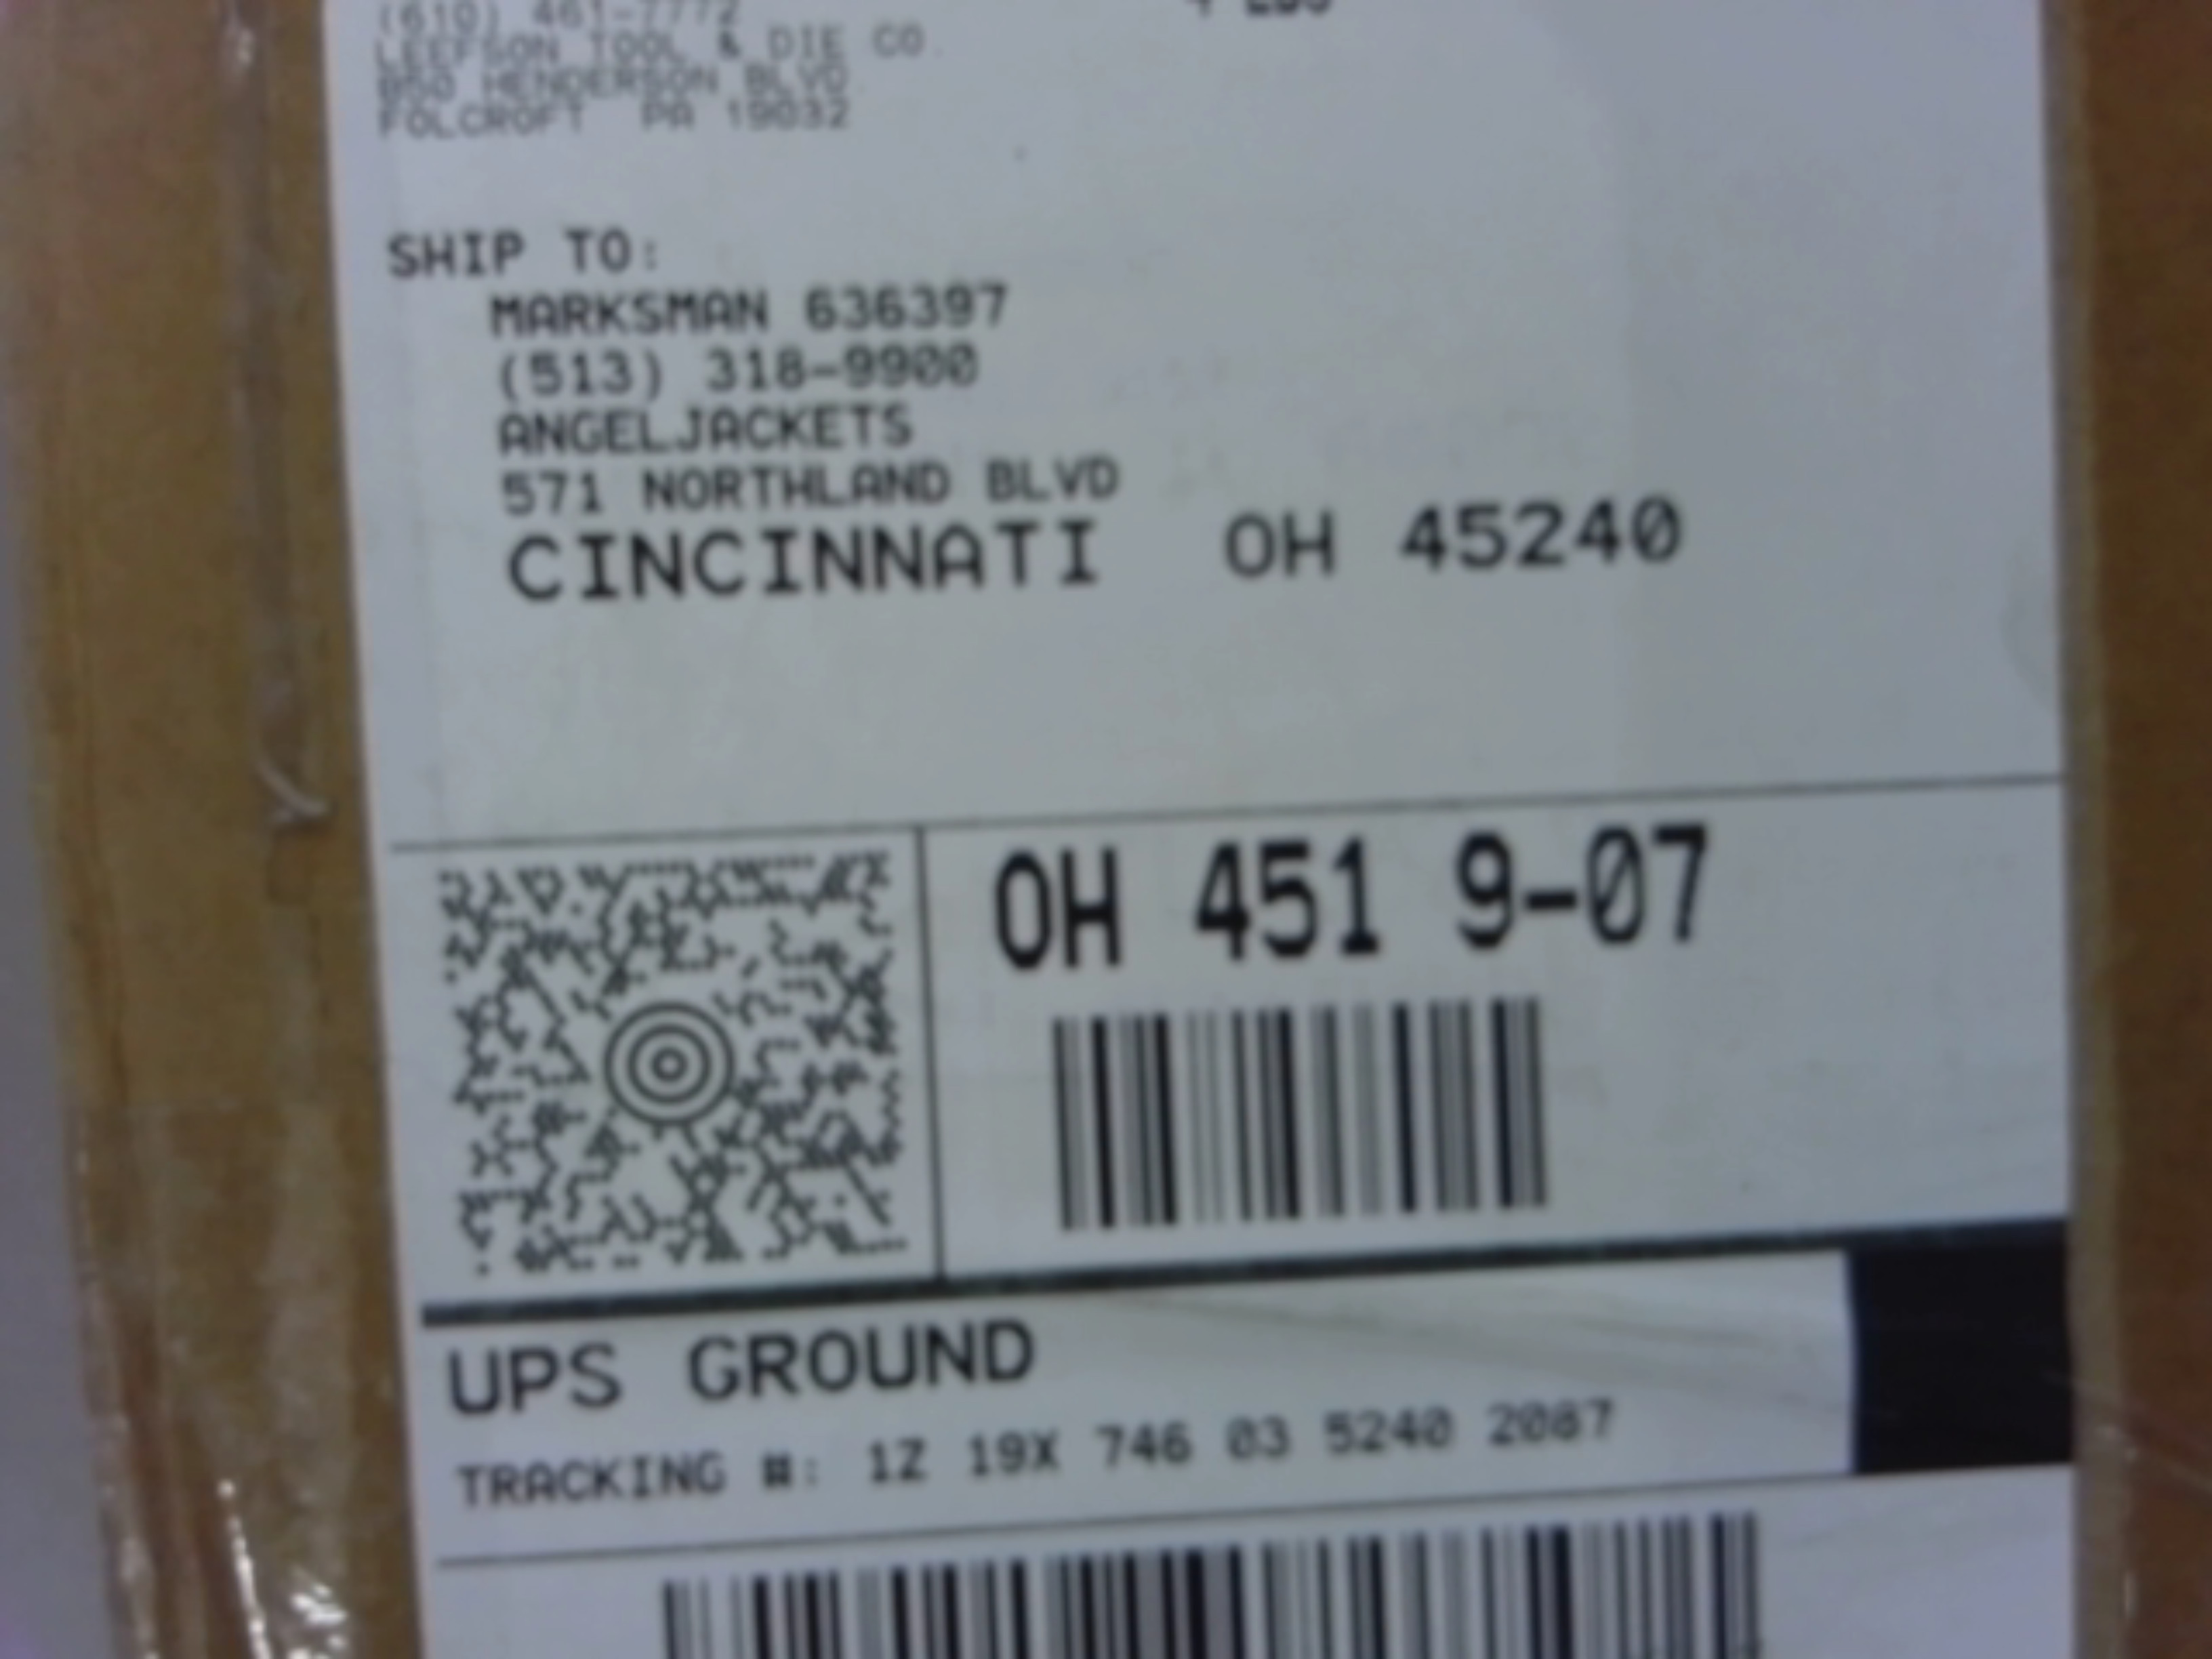 (610) 461-7772
LEEFSON TOOL & DIE CO.
850 HENDERSON BLVD
FOLCROFT PA 19032
SHIP TO:
MARKSMAN 636397
(513) 318-9900
ANGELJACKETS
571 NORTHLAND BLVD
CINCINNATI OH 45240
OH 451 9-07
UPS GROUND
TRACKING #: 1Z 19X 746 03 5240 2087